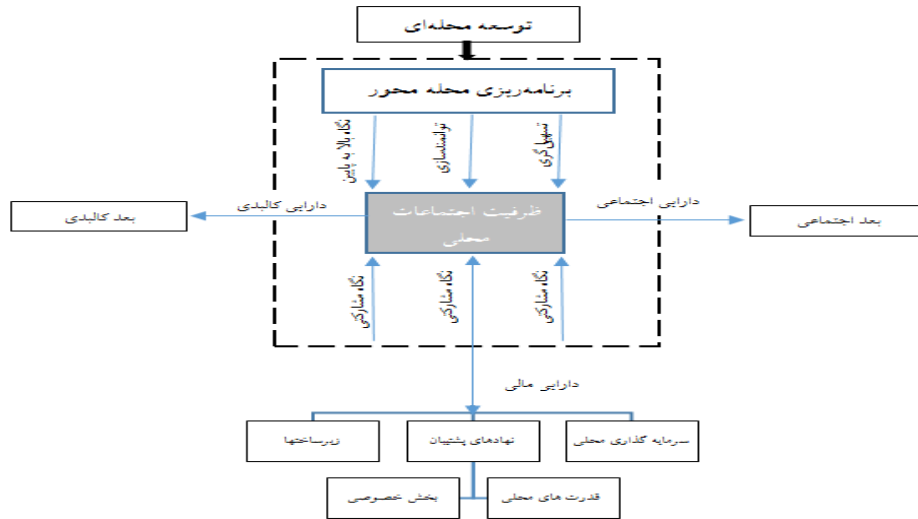 توسعه محله‌ای
برنامه‌ریزی محله محور
نگاه بالا به پایین
توانمندسازی
تسهیل‌گری
دارایی اجتماعی
ظرفیت اجتماعات
محلی
دارایی کالبدی
بعد اجتماعی
بعد کالبدی
نگاه مشارکتی
نگاه مشارکتی
نگاه مشارکتی
دارایی مالی
سرمایه گذاری محلی
نهادهای پشتیبان
زیرساختها
قدرت های محلی
بخش خصوصی